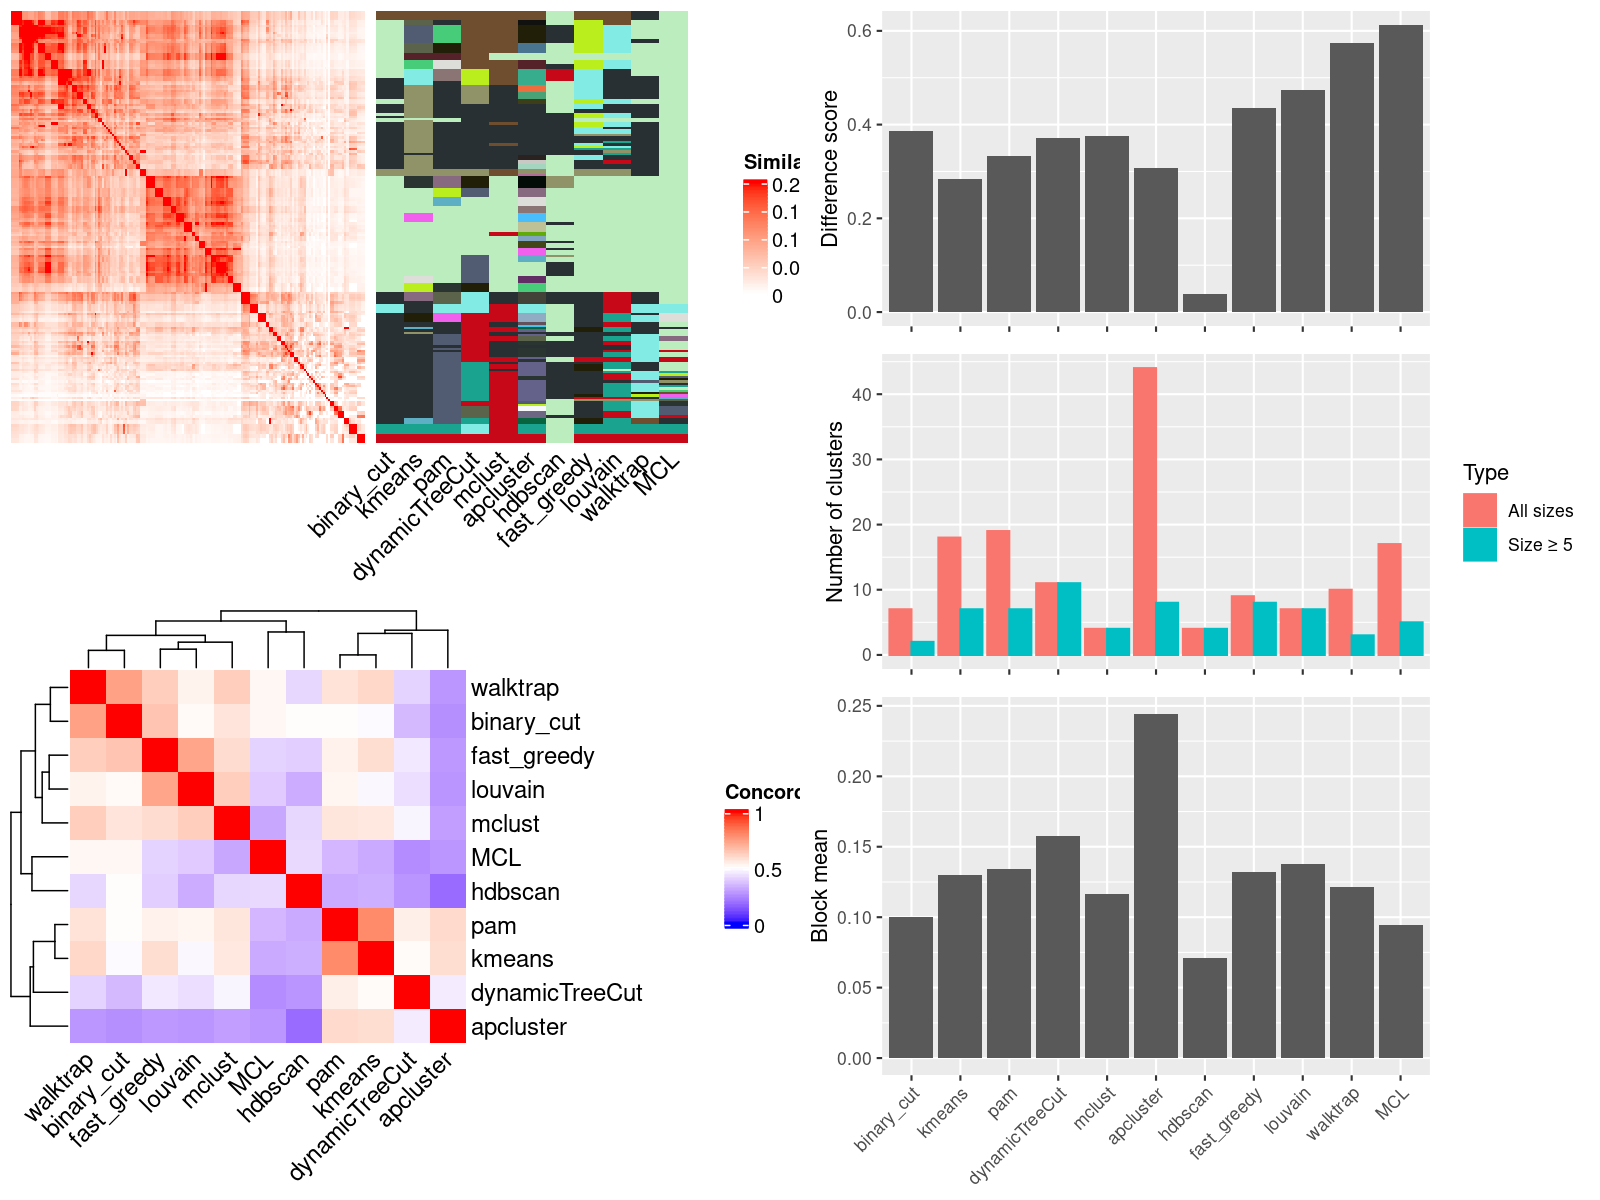 Simila
0.2
0.1
0.1
0.0
0
binary_cut
kmeans
pam
dynamicTreeCut
mclust
apcluster
hdbscan
fast_greedy
louvain
walktrap
MCL
walktrap
binary_cut
fast_greedy
louvain
mclust
MCL
hdbscan
pam
kmeans
dynamicTreeCut
apcluster
walktrap
binary_cut
fast_greedy
louvain
mclust
MCL
hdbscan
pam
kmeans
dynamicTreeCut
apcluster
Concord
1
0.5
0
Difference score
0.6
0.4
0.2
0.0
Number of clusters
40
30
20
10
0
Type
All sizes
Size ≥ 5
Block mean
0.25
0.20
0.15
0.10
0.05
0.00
binary_cut
kmeans
pam
dynamicTreeCut
mclust
apcluster
hdbscan
fast_greedy
louvain
walktrap
MCL